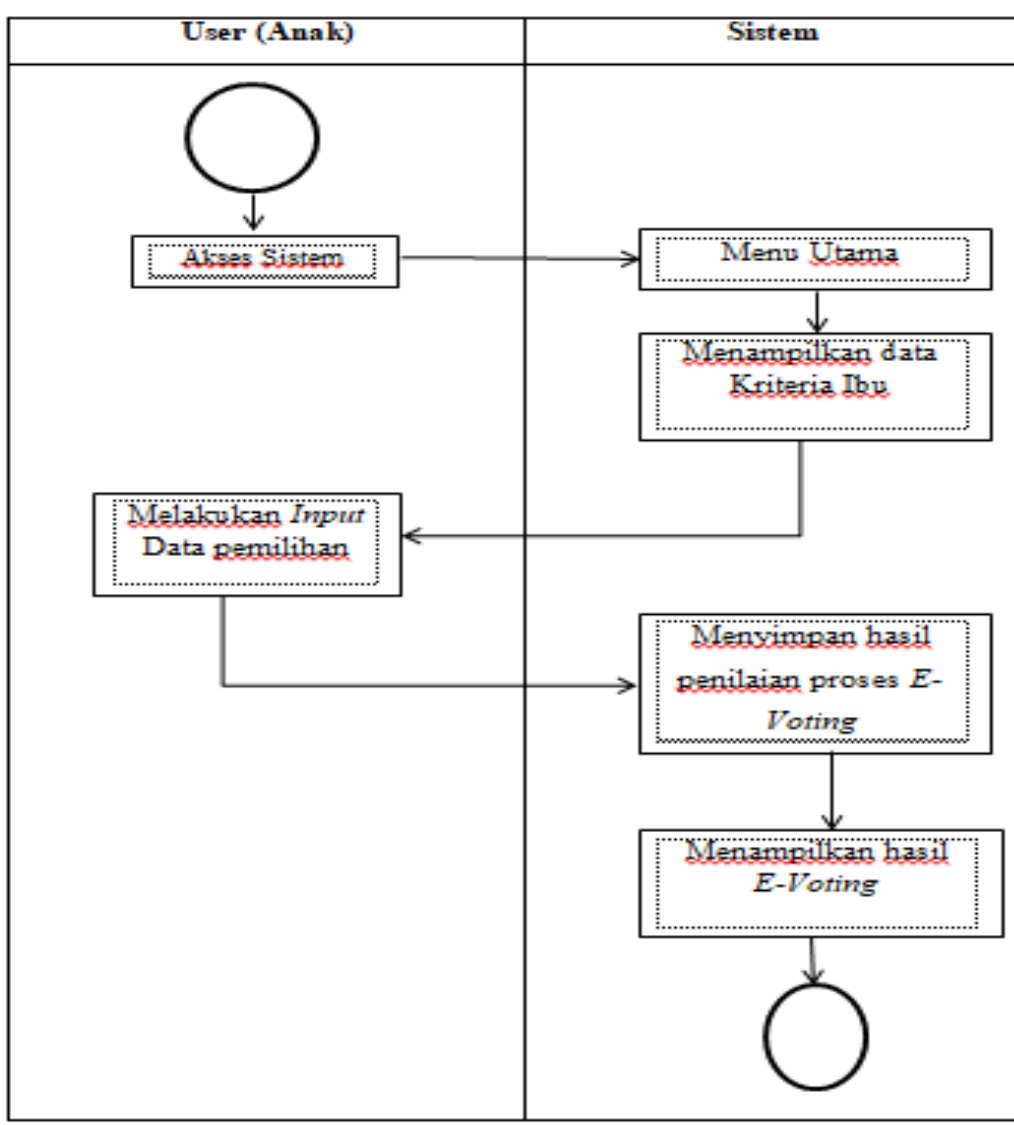 User (Anak)
Sistem
Akses Sistem
Menu Utama
Menampilkan data
Kriteria Ibu
Melakukan Input
Data pemilihan
Menyimpan hasil
penilaian proses E-
Voting
Menampilkan hasil
E-Voting